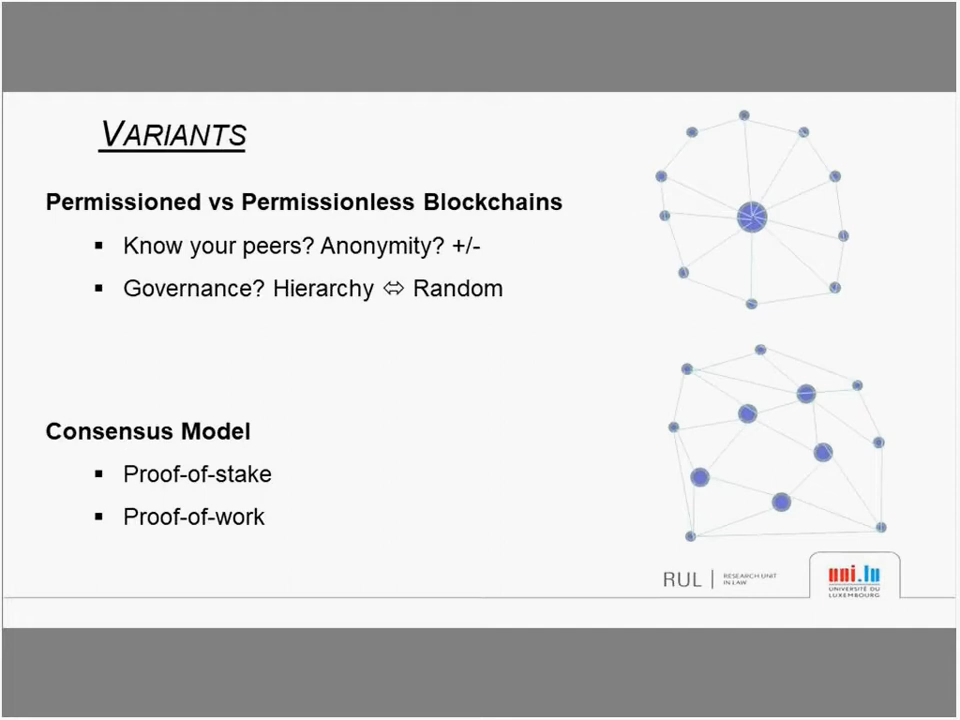 VARIANTS
Permissioned vs Permissionless Blockchains
▪ Know your peers? Anonymity? +/-
▪ Governance? Hierarchy ⬄ Random
Consensus Model
▪ Proof-of-stake
▪ Proof-of-work
RUL | RESEARCH UNIT
IN LAW
uni.lu
UNIVERSITÉ DU
LUXEMBOURG